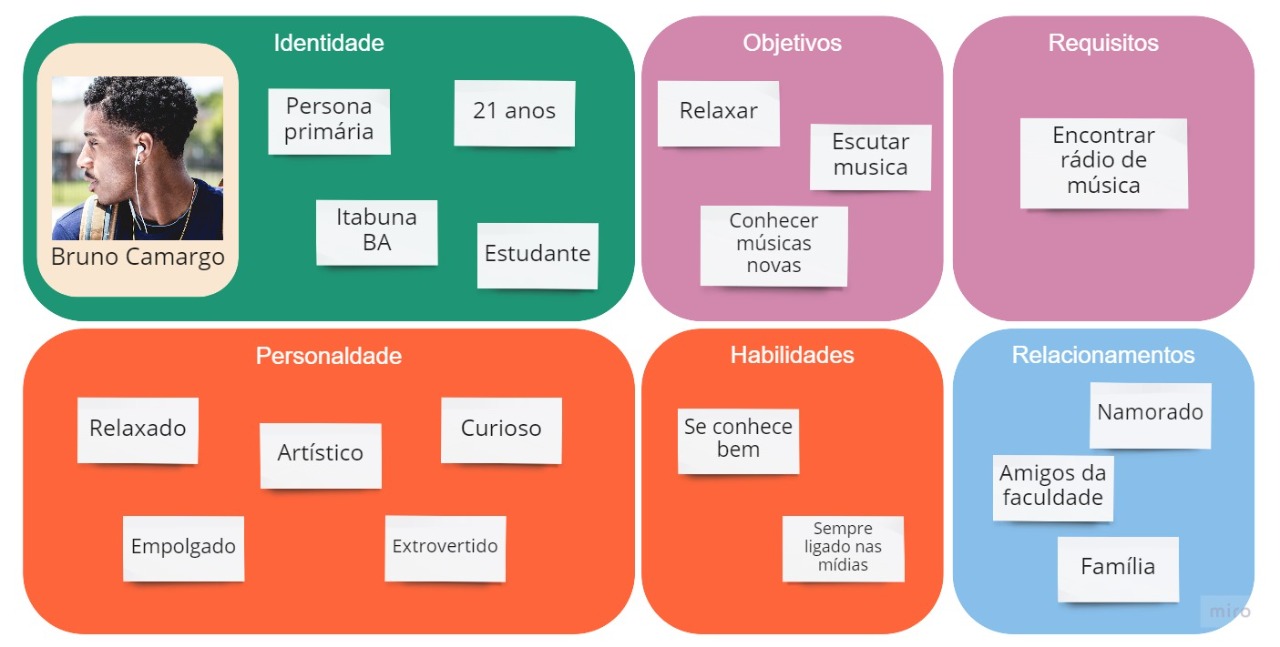 Identidade
Persona
primária
21 anos
Itabuna
BA
Estudante
Bruno Camargo
Objetivos
Relaxar
Escutar
musica
Conhecer
músicas
novas
Requisitos
Encontrar
rádio de
música
Personaldade
Relaxado
Artístico
Curioso
Empolgado
Extrovertido
Habilidades
Se conhece
bem
Sempre
ligado nas
mídias
Relacionamentos
Namorado
Amigos da
faculdade
Família
miro